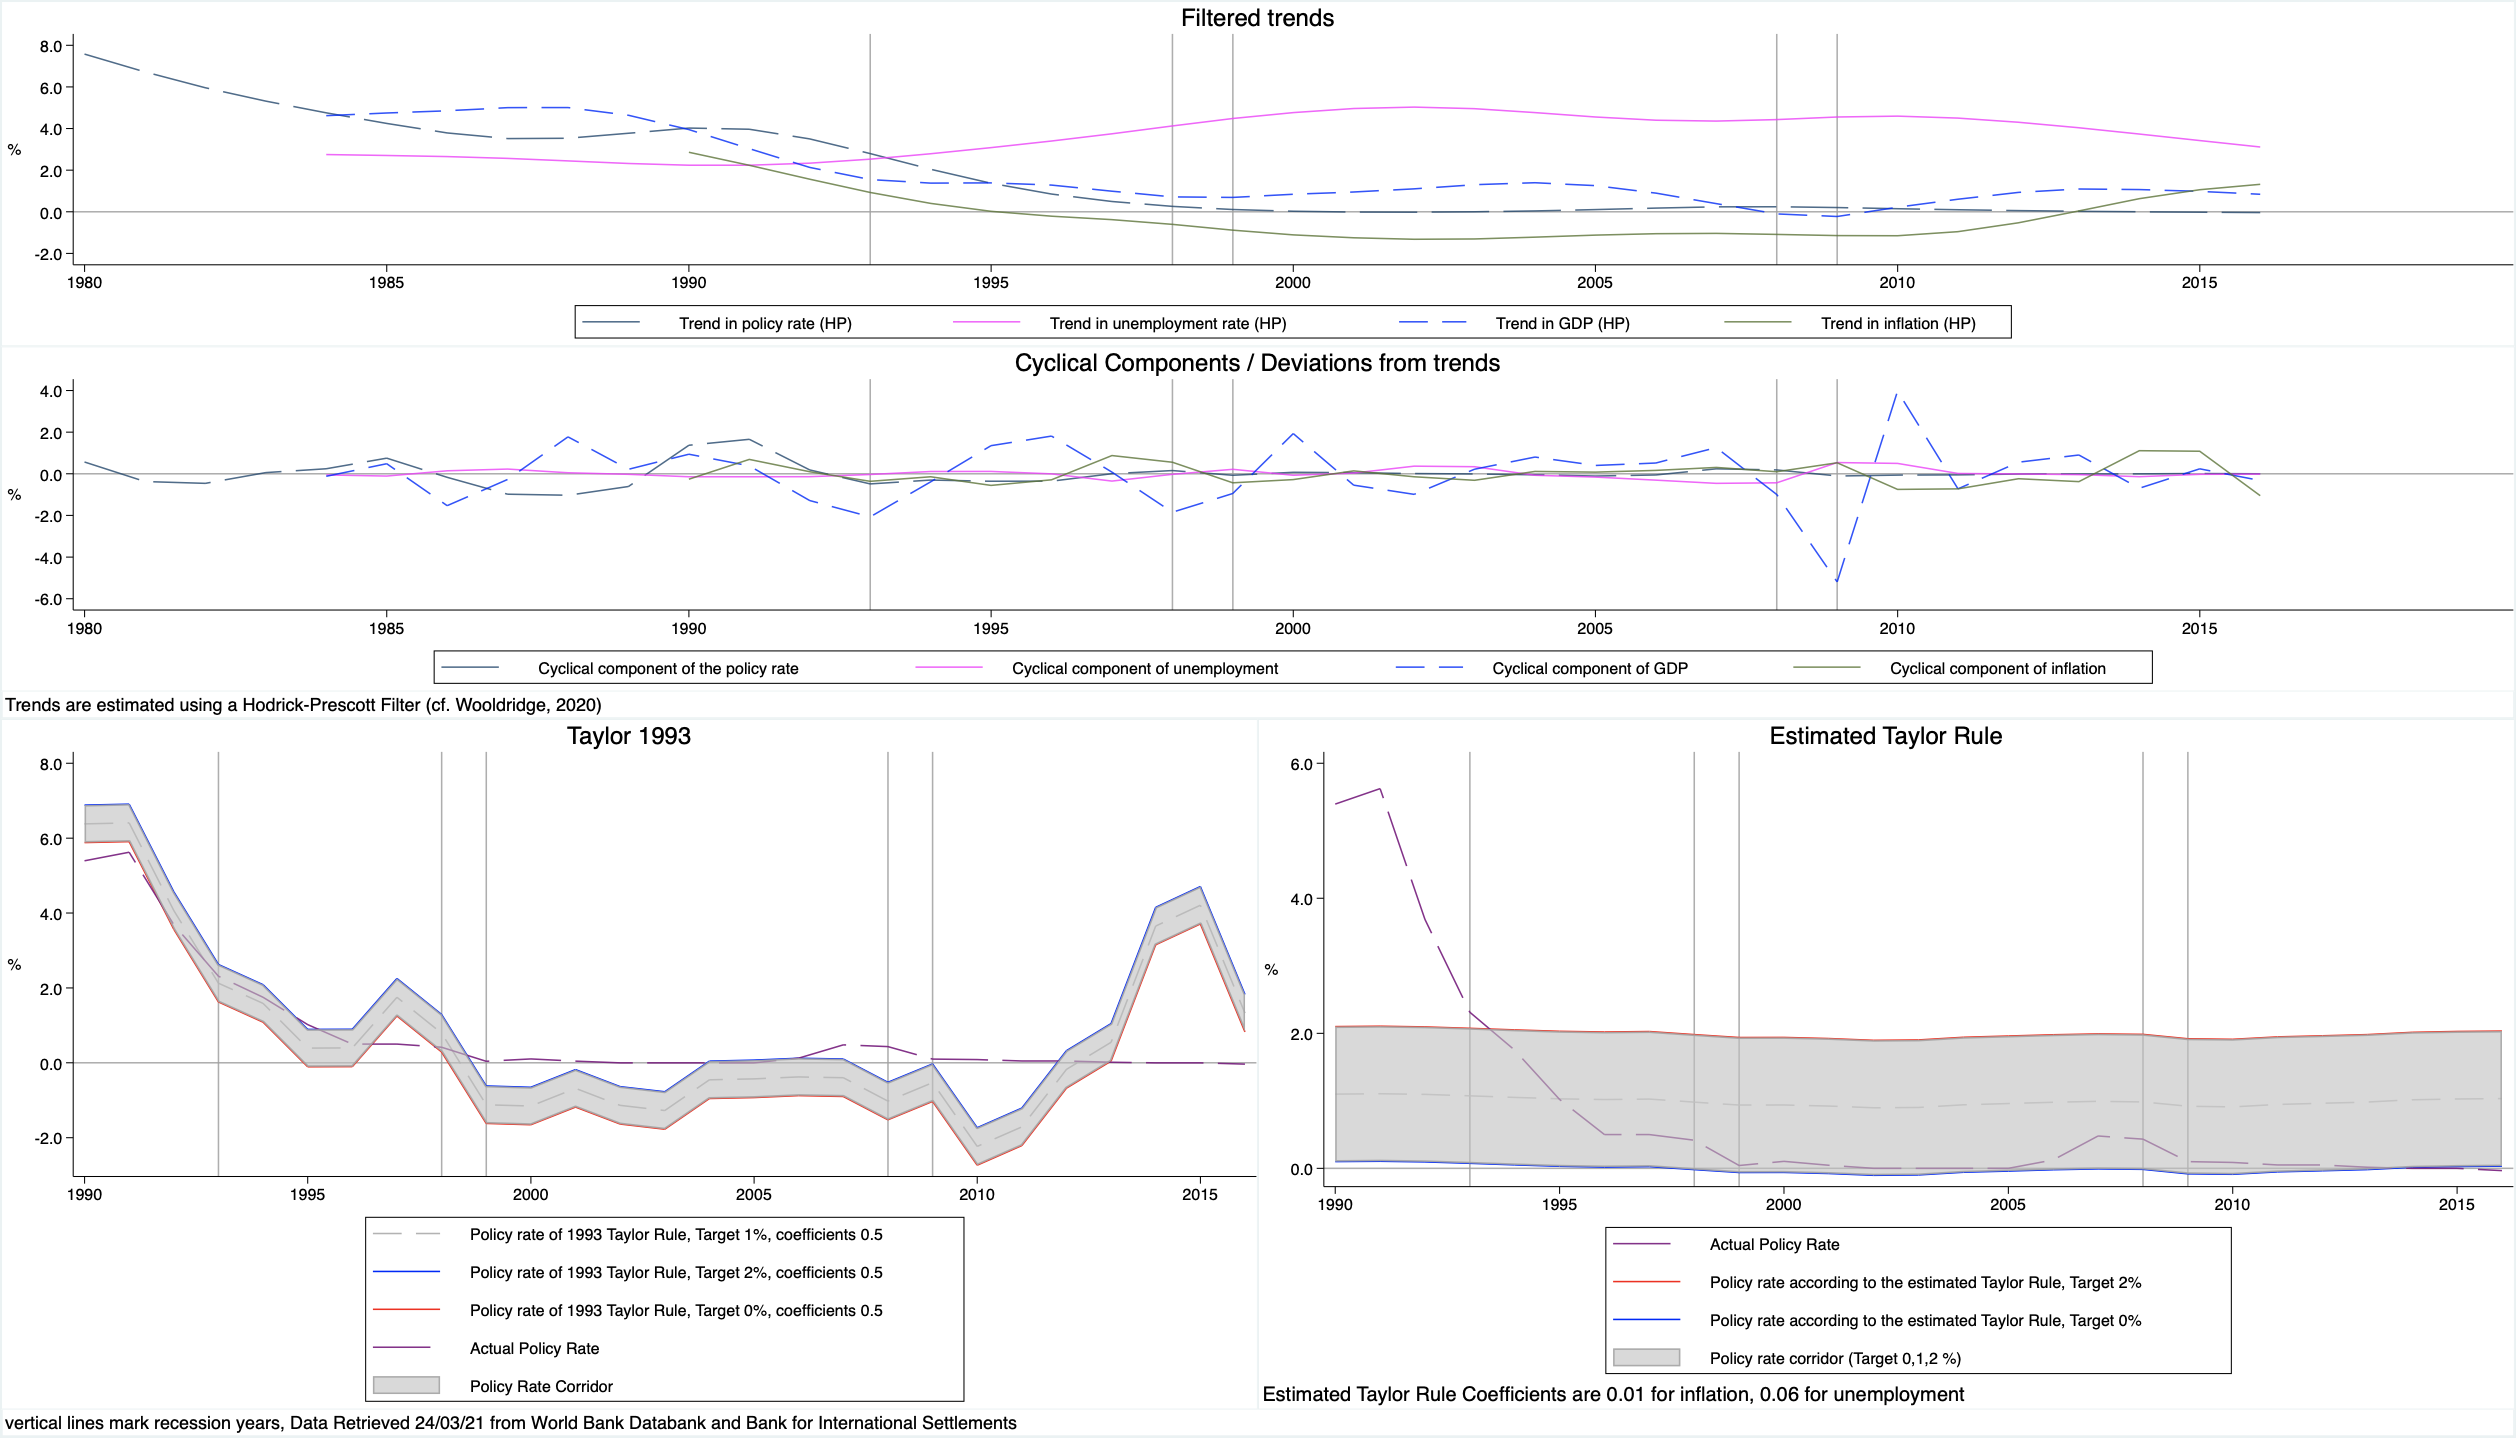 Filtered trends
8.0
6.0
4.0
2.0
0.0
-2.0
%
1980 1985 1990 1995 2000 2005 2010 2015
Trend in policy rate (HP) Trend in unemployment rate (HP) Trend in GDP (HP) Trend in inflation (HP)
Cyclical Components / Deviations from trends
4.0
2.0
0.0
-2.0
-4.0
-6.0
%
1980 1985 1990 1995 2000 2005 2010 2015
Cyclical component of the policy rate Cyclical component of unemployment Cyclical component of GDP Cyclical component of inflation
Trends are estimated using a Hodrick-Prescott Filter (cf. Wooldridge, 2020)
Taylor 1993
8.0
6.0
4.0
2.0
0.0
-2.0
%
1990 1995 2000 2005 2010 2015
Policy rate of 1993 Taylor Rule, Target 1%, coefficients 0.5
Policy rate of 1993 Taylor Rule, Target 2%, coefficients 0.5
Policy rate of 1993 Taylor Rule, Target 0%, coefficients 0.5
Actual Policy Rate
Policy Rate Corridor
Estimated Taylor Rule
6.0
4.0
2.0
0.0
%
1990 1995 2000 2005 2010 2015
Actual Policy Rate
Policy rate according to the estimated Taylor Rule, Target 2%
Policy rate according to the estimated Taylor Rule, Target 0%
Policy rate corridor (Target 0,1,2 %)
Estimated Taylor Rule Coefficients are 0.01 for inflation, 0.06 for unemployment
vertical lines mark recession years, Data Retrieved 24/03/21 from World Bank Databank and Bank for International Settlements